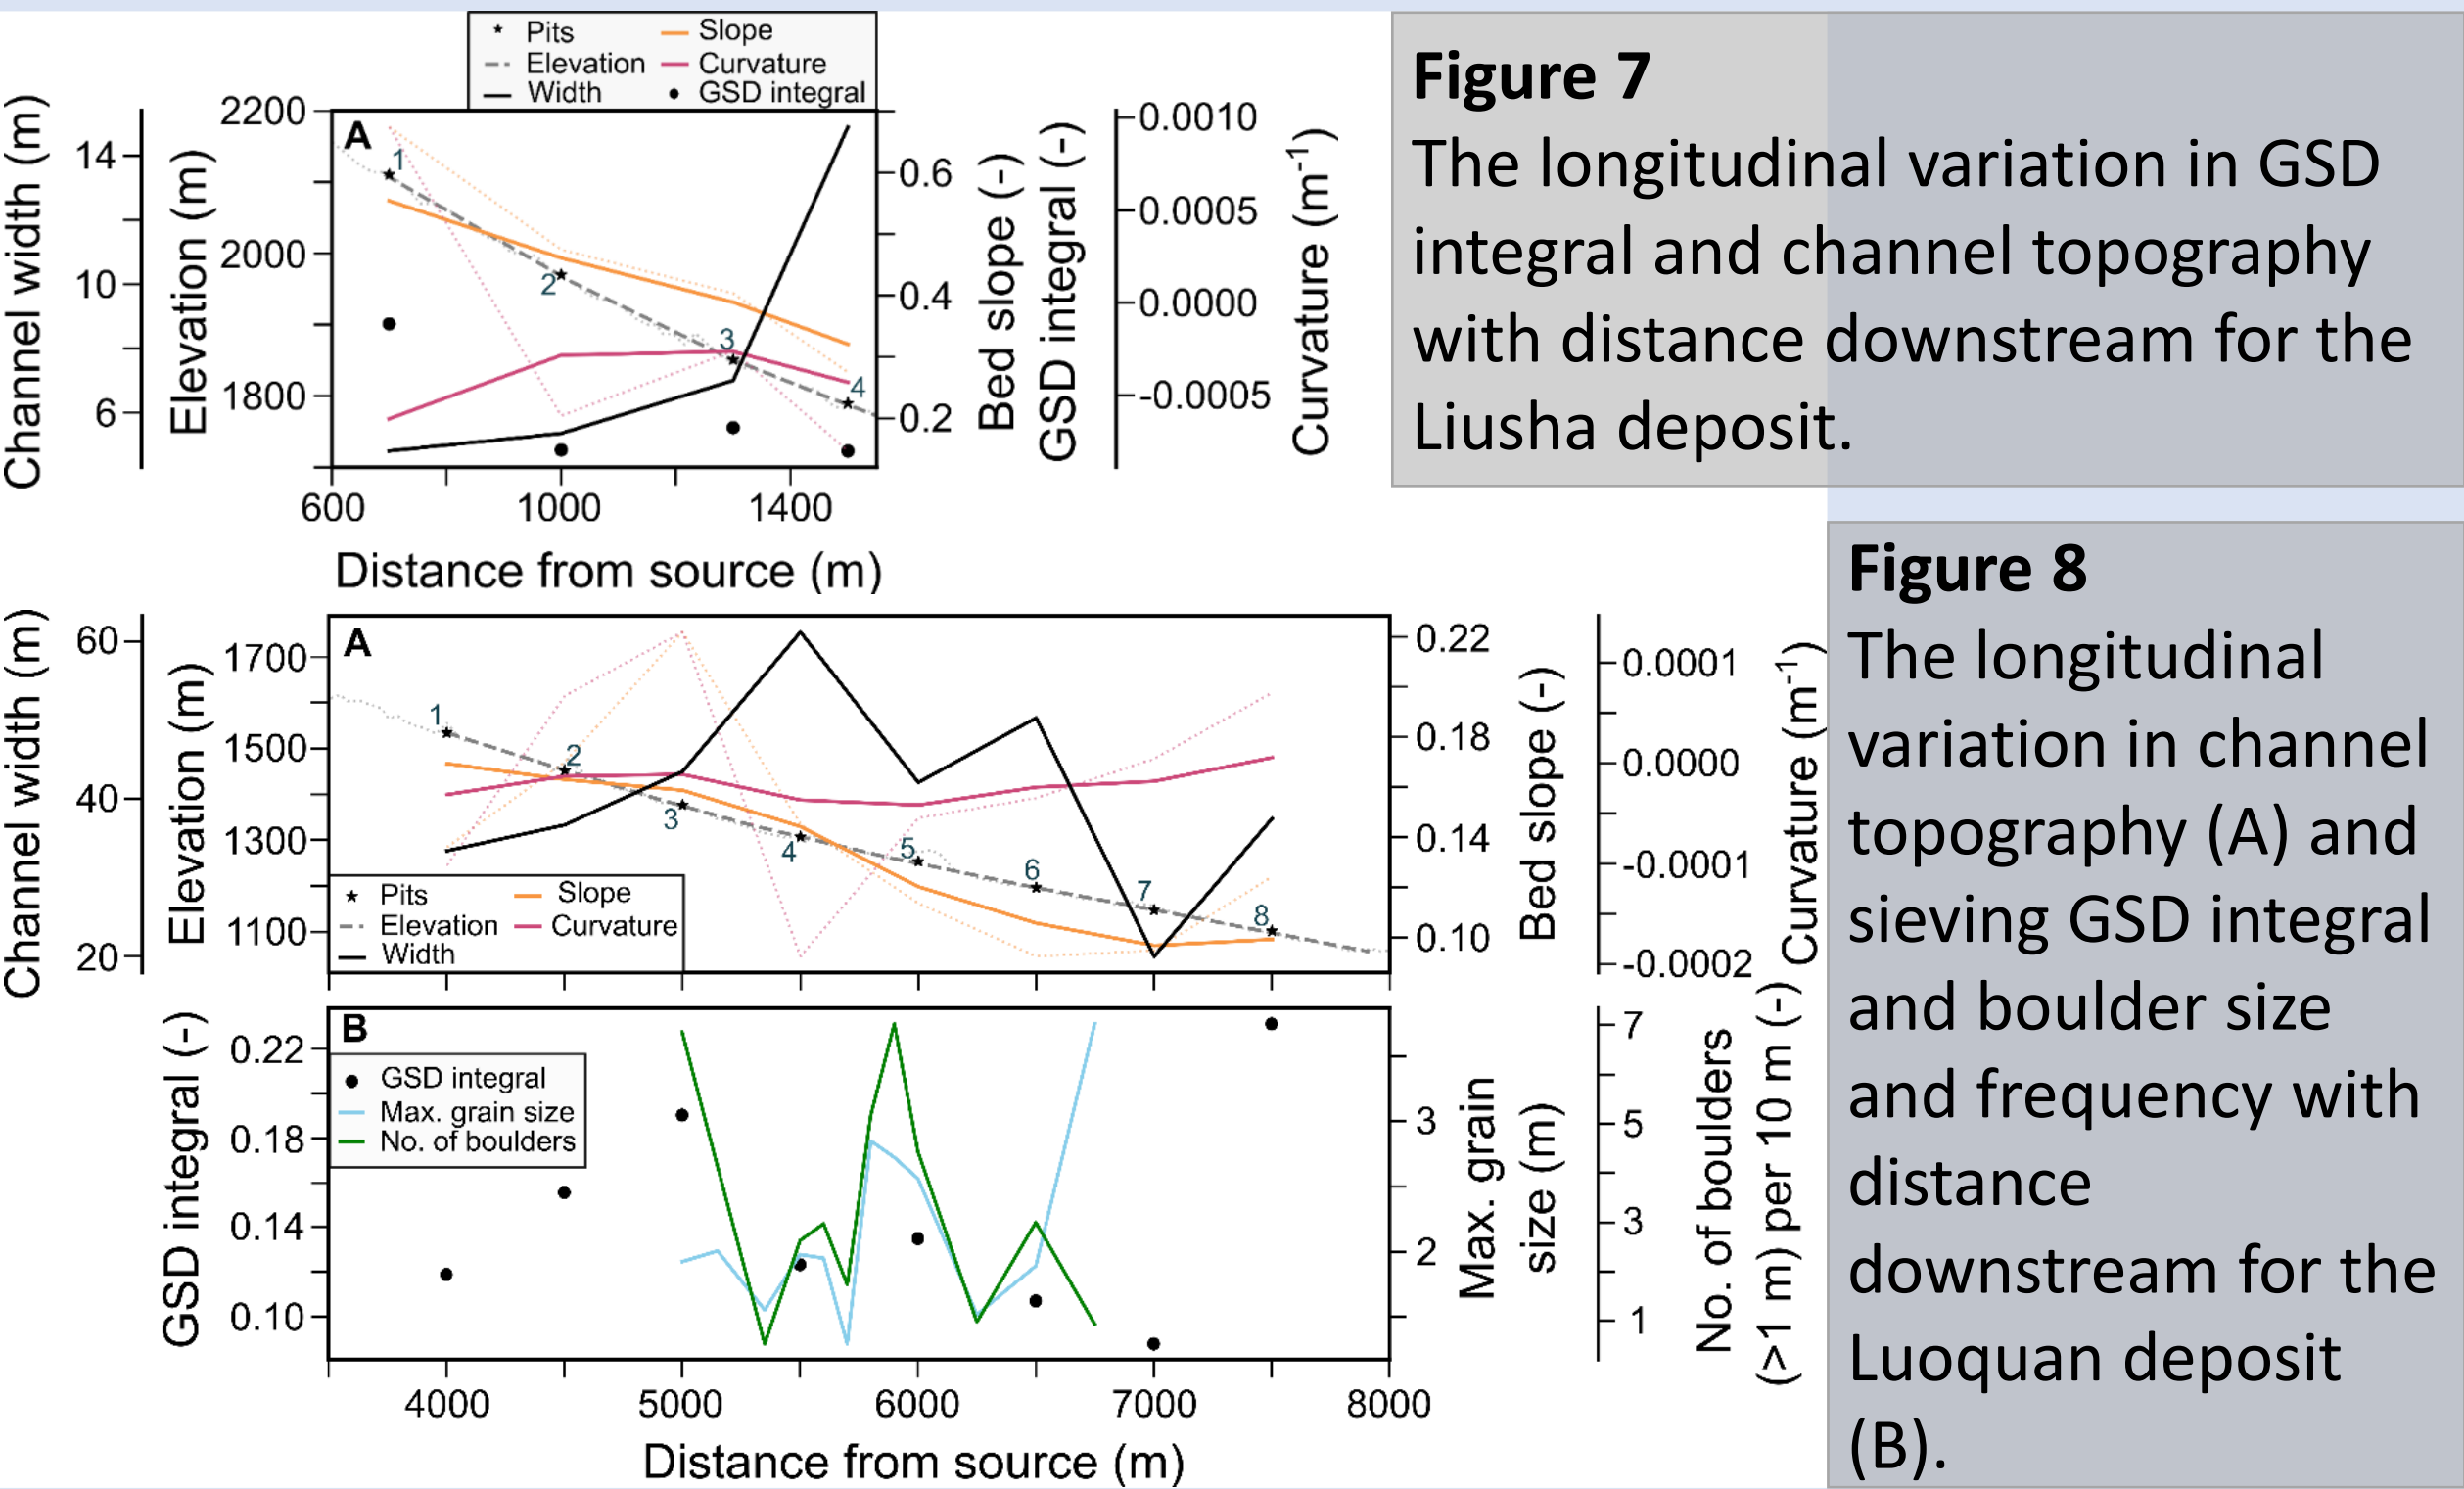 Pits
Slope
Elevation
Curvature
Width
GSD integral
Channel width (m)
14
10
6
Elevation (m)
2200
2000
1800
A
1
2
3
4
0.6
0.4
0.2
Bed slope (-)
GSD integral (-)
0.0010
0.0005
0.0000
-0.0005
Curvature (m-1)
600 1000 1400
Distance from source (m)
Figure 7
The longitudinal variation in GSD
integral and channel topography
with distance downstream for the
Liusha deposit.
Channel width (m)
60
40
20
Elevation (m)
1700
1500
1300
1100
A
1
2
3
4
5
6
7
8
Pits
Slope
Elevation
Curvature
Width
0.22
0.18
0.14
0.10
Bed slope (-)
0.0001
0.0000
-0.0001
-0.0002
Curvature (m-1)
GSD integral (-)
0.22
0.18
0.14
0.10
B
GSD integral
Max. grain size
No. of boulders
3
2
Max. grain
size (m)
7
5
3
1
No. of boulders
(>1 m) per 10 m (-)
4000 5000 6000 7000 8000
Distance from source (m)
Figure 8
The longitudinal
variation in channel
topography (A) and
sieving GSD integral
and boulder size
and frequency with
distance
downstream for the
Luoquan deposit
(B).